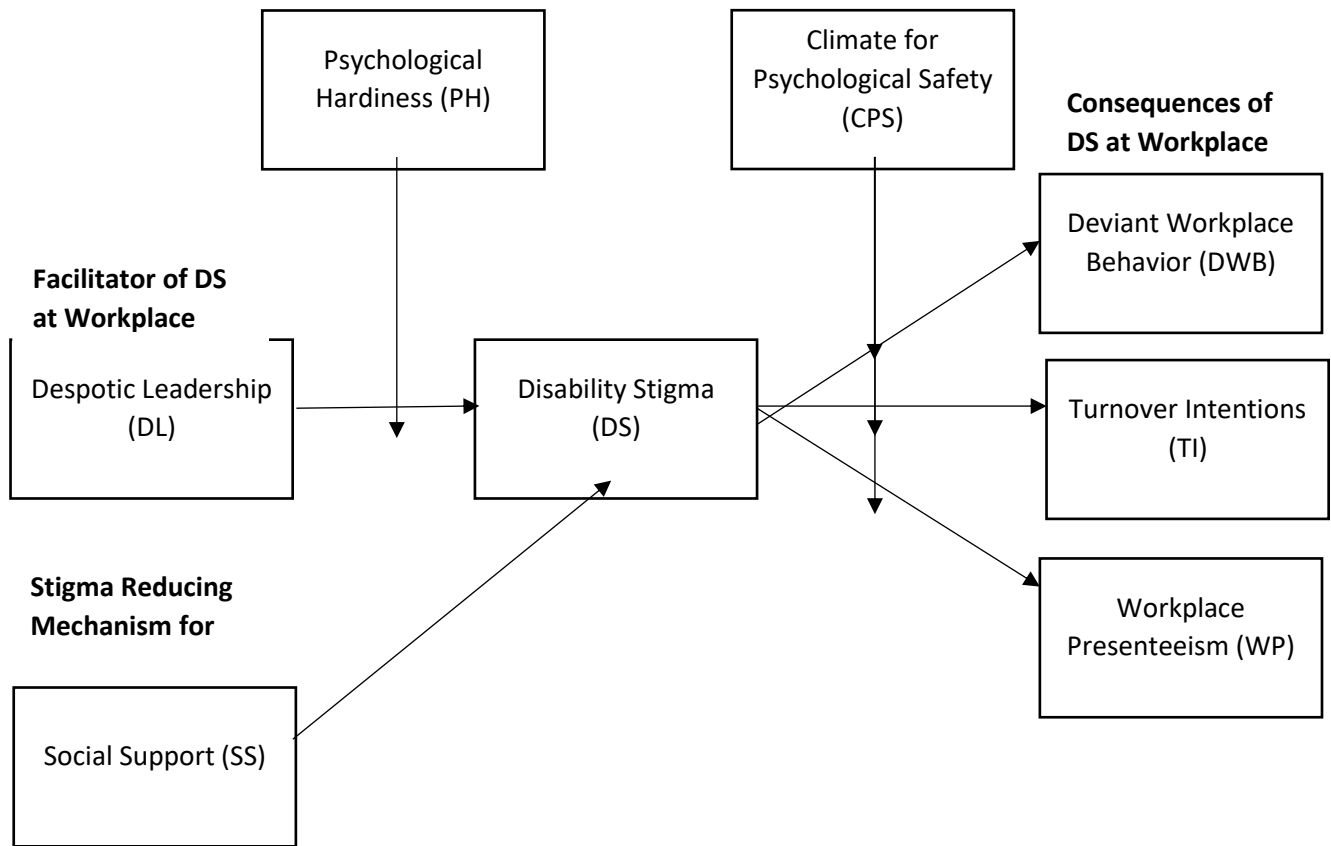 Psychological
Hardiness (PH)
Climate for
Psychological Safety
(CPS)
Consequences of
DS at Workplace
Deviant Workplace
Behavior (DWB)
Facilitator of DS
at Workplace
Despotic Leadership
(DL)
Disability Stigma
(DS)
Turnover Intentions
(TI)
Stigma Reducing
Mechanism for
Workplace
Presenteeism (WP)
Social Support (SS)